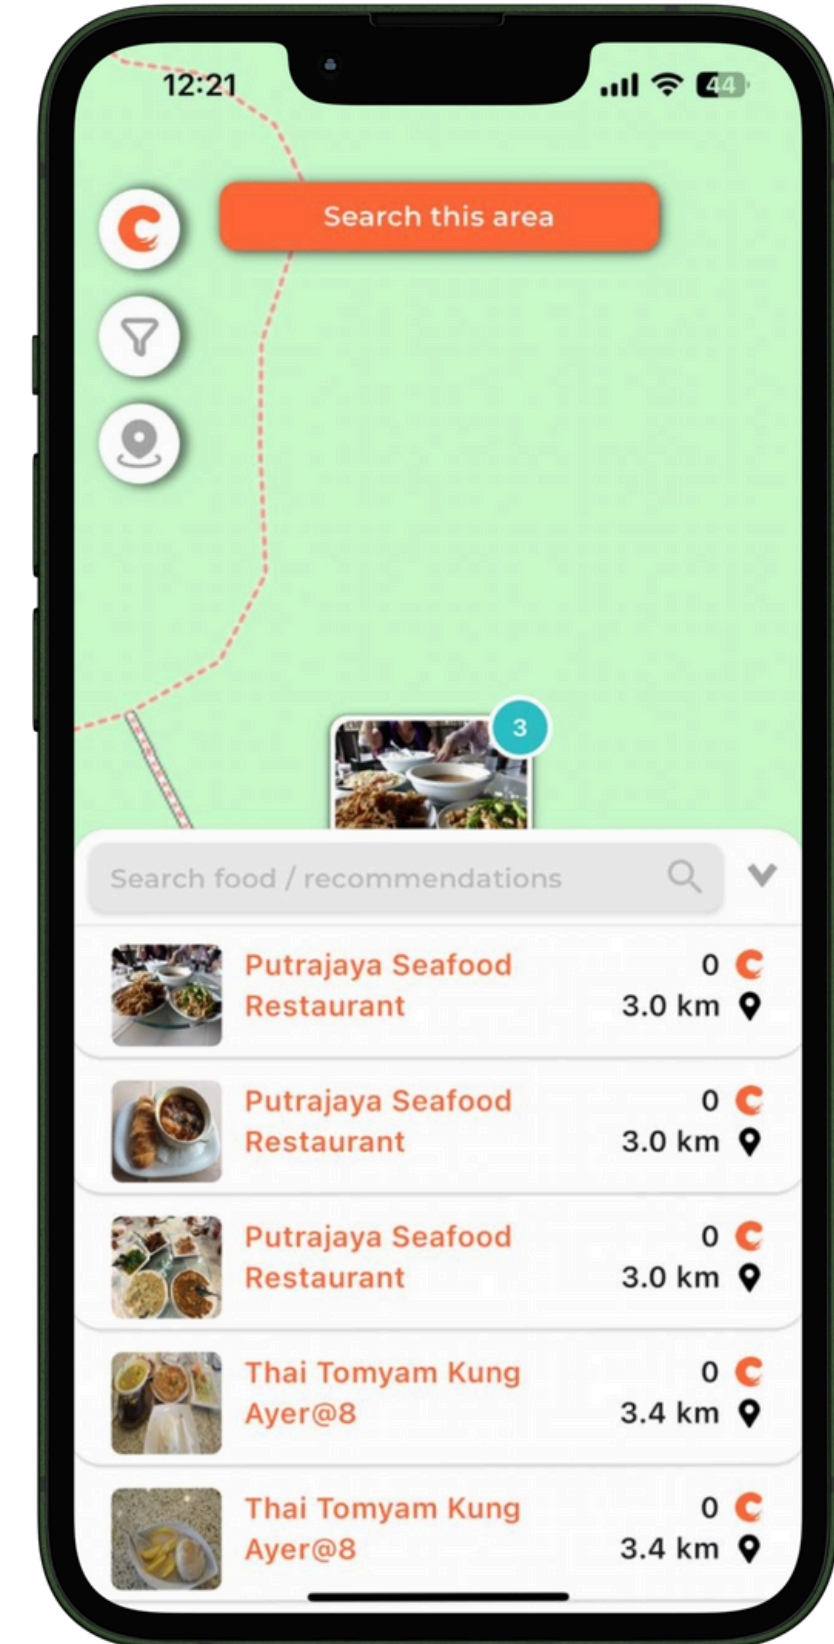 12:21
44
Search this area
3
Search food / recommendations
Putrajaya Seafood
Restaurant
0
3.0 km
Putrajaya Seafood
Restaurant
0
3.0 km
Putrajaya Seafood
Restaurant
0
3.0 km
Thai Tomyam Kung
Ayer@8
0
3.4 km
Thai Tomyam Kung
Ayer@8
0
3.4 km